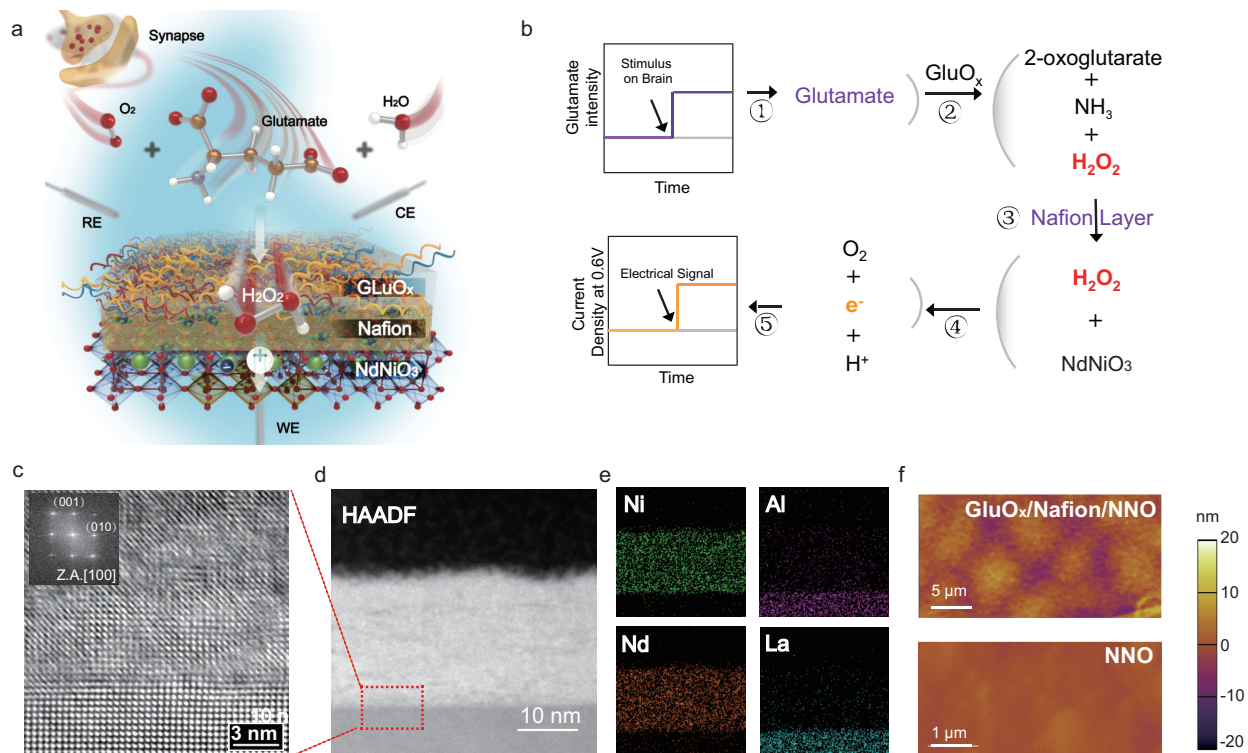 a
Synapse
O₂
Glutamate
H₂O
RE
CE
H₂O₂
GLuOₓ
Nafion
NdNiO₃
WE
b
Glutamate
intensity
Stimulus
on Brain
Time
①
Glutamate
GluOₓ
②
2-oxoglutarate
+
NH₃
+
H₂O₂
③ Nafion Layer
H₂O₂
+
NdNiO₃
④
O₂
+
e⁻
+
H⁺
⑤
Current
Density at 0.6V
Electrical Signal
Time
c
(001)
(010)
Z.A.[100]
3 nm
d
HAADF
10 nm
e
Ni
Al
Nd
La
f
GluOₓ/Nafion/NNO
5 μm
NNO
1 μm
nm
20
10
0
-10
-20